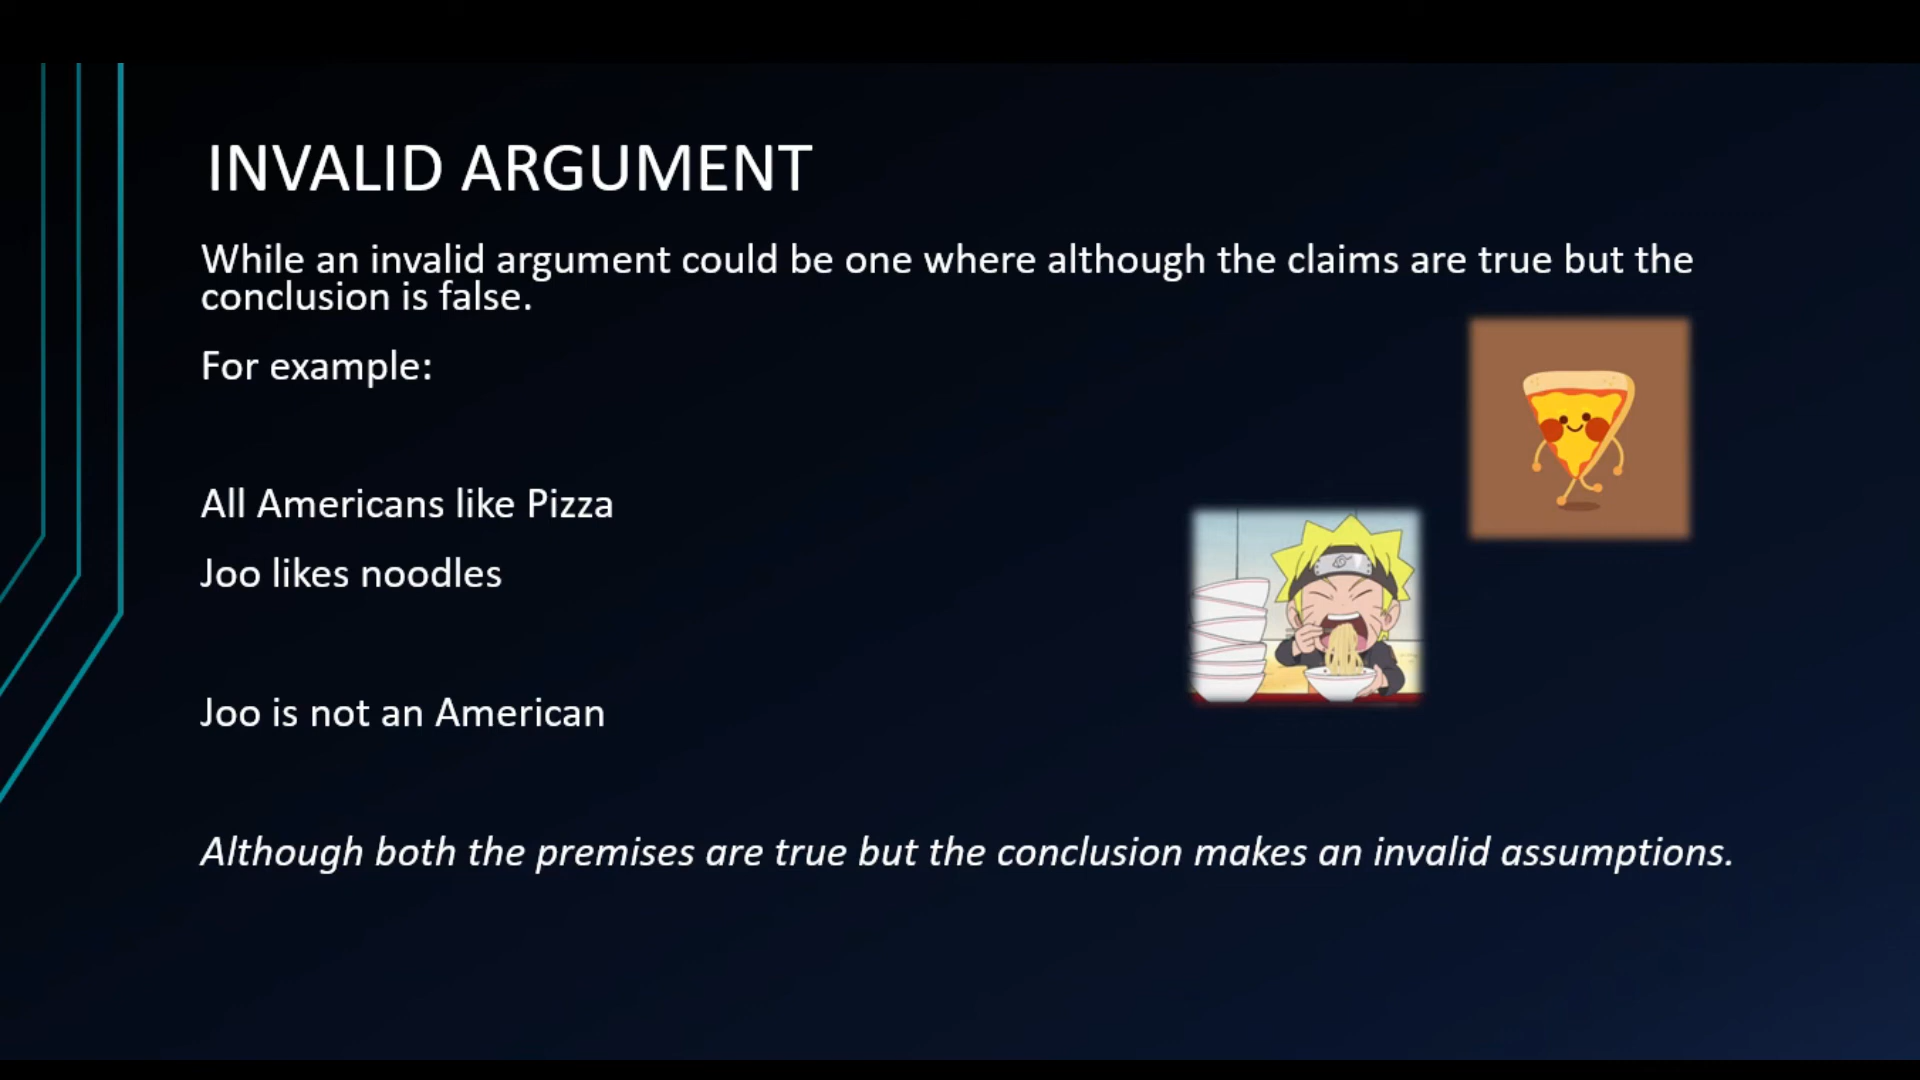 INVALID ARGUMENT
While an invalid argument could be one where although the claims are true but the
conclusion is false.
For example:
All Americans like Pizza
Joo likes noodles
Joo is not an American
Although both the premises are true but the conclusion makes an invalid assumptions.